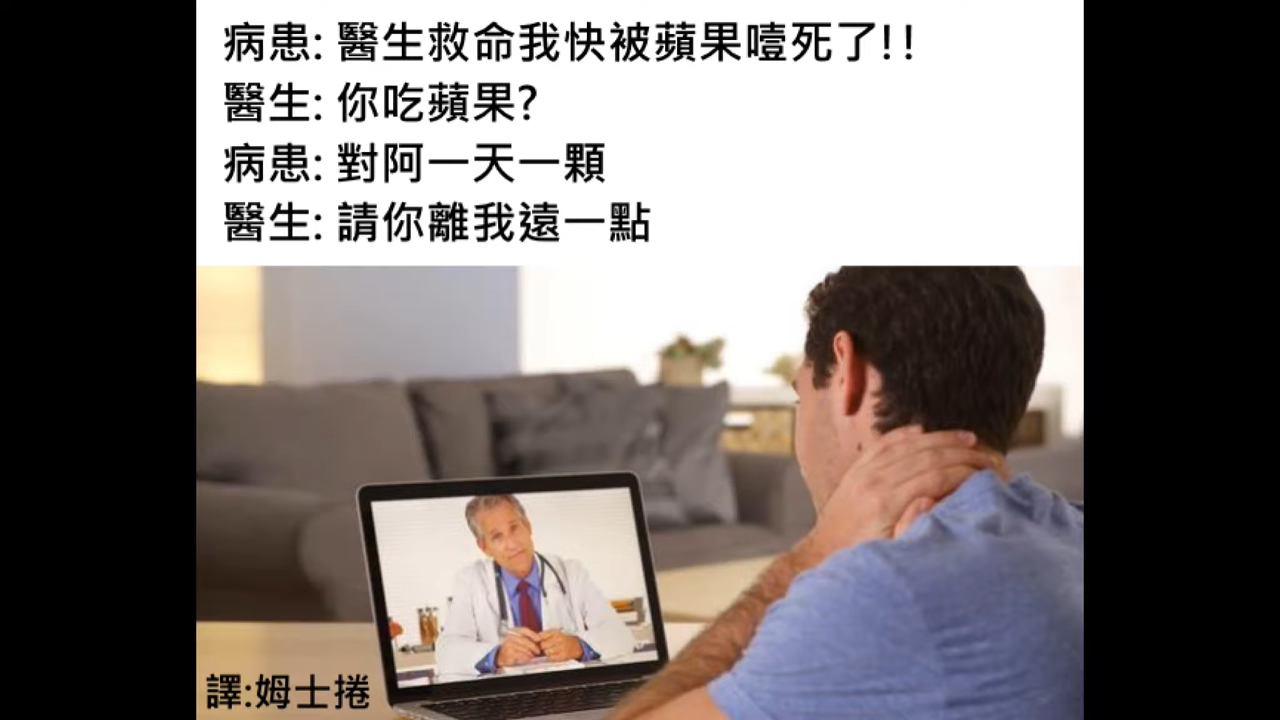 病患: 醫生救命我快被蘋果噎死了!!
醫生: 你吃蘋果?
病患: 對阿一天一顆
醫生: 請你離我遠一點
譯:姆士捲